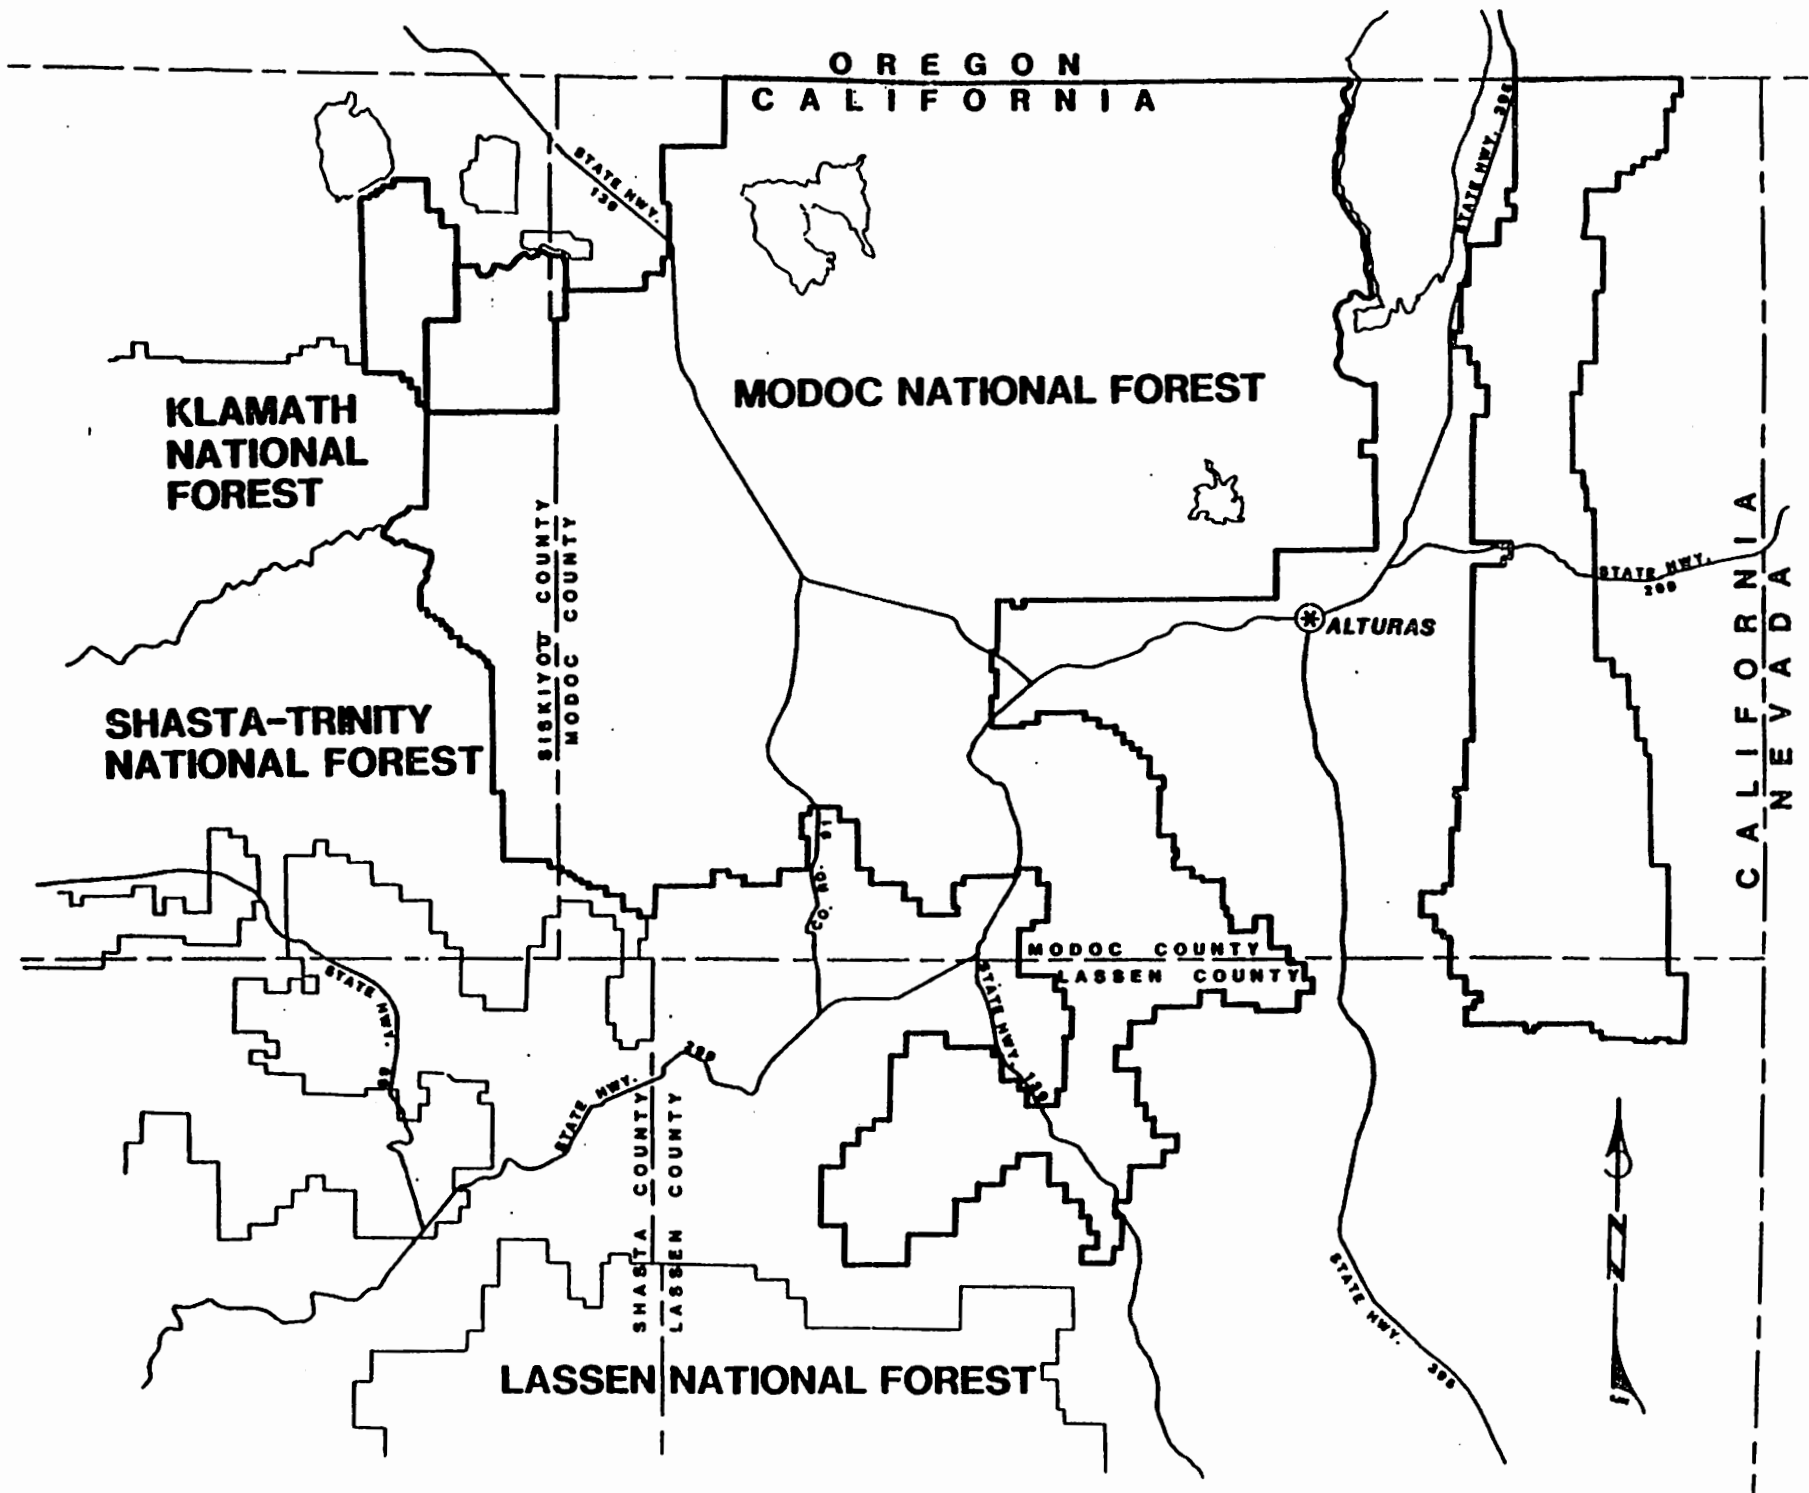 OREGON
CALIFORNIA
STATE HWY. 395
STATE HWY.
139
MODOC NATIONAL FOREST
KLAMATH
NATIONAL
FOREST
SISKIYOU COUNTY
MODOC COUNTY
STATE HWY.
299
ALTURAS
CALIFORNIA
NEVADA
SHASTA-TRINITY
NATIONAL FOREST
CO. RD. 91
MODOC COUNTY
LASSEN COUNTY
STATE HWY. 89
STATE HWY. 139
STATE HWY. 299
SHASTA COUNTY
LASSEN COUNTY
N
STATE HWY. 395
LASSEN NATIONAL FOREST